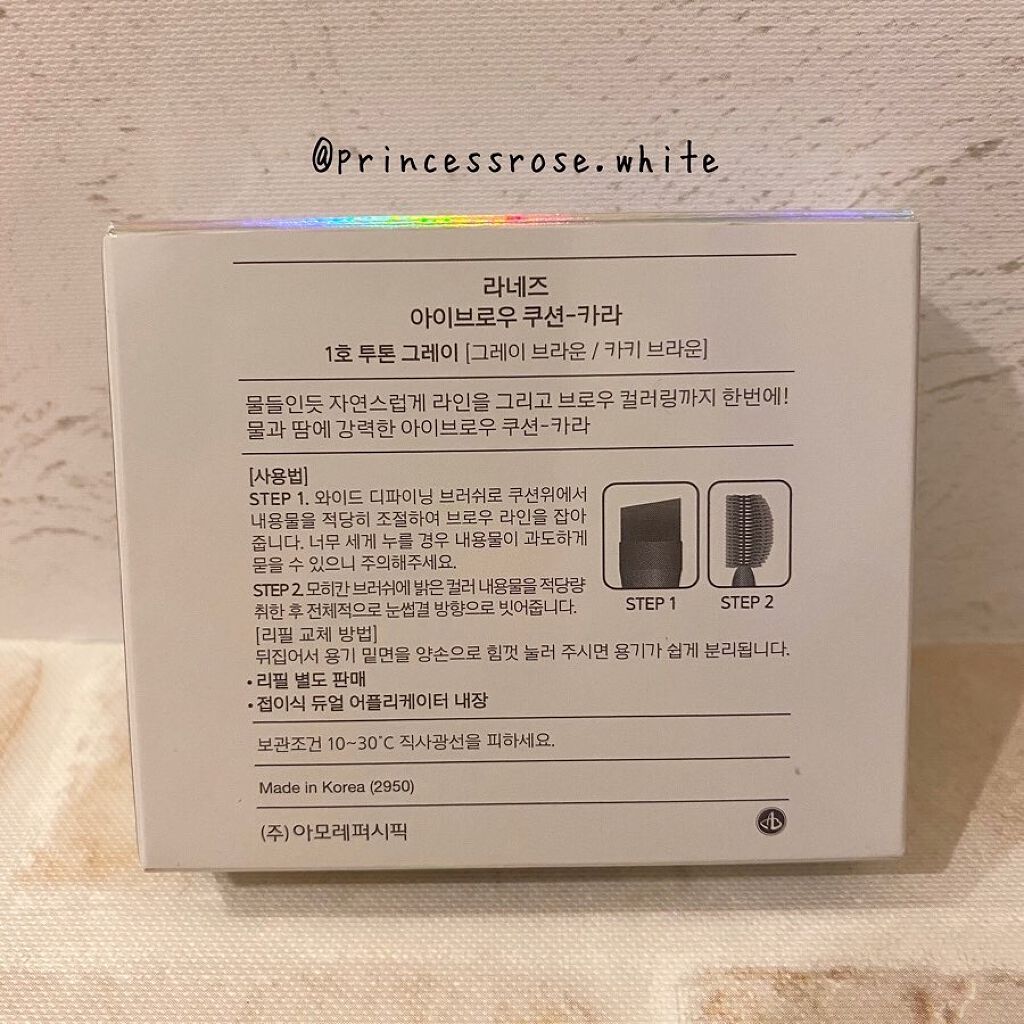 @princessrose.white
라네즈
아이브로우 쿠션-카라
1호 투톤 그레이 [그레이 브라운 / 카키 브라운]
물들인듯 자연스럽게 라인을 그리고 브로우 컬러링까지 한번에!
물과 땀에 강력한 아이브로우 쿠션-카라
[사용법]
STEP 1. 와이드 디파이닝 브러쉬로 쿠션위에서
내용물을 적당히 조절하여 브로우 라인을 잡아
줍니다. 너무 세게 누를 경우 내용물이 과도하게
묻을 수 있으니 주의해주세요.
STEP 2. 모히칸 브러쉬에 밝은 컬러 내용물을 적당량
취한 후 전체적으로 눈썹결 방향으로 빗어줍니다.
STEP 1
STEP 2
[리필 교체 방법]
뒤집어서 용기 밑면을 양손으로 힘껏 눌러 주시면 용기가 쉽게 분리됩니다.
• 리필 별도 판매
• 접이식 듀얼 어플리케이터 내장
보관조건 10~30˚C 직사광선을 피하세요.
Made in Korea (2950)
(주)아모레퍼시픽